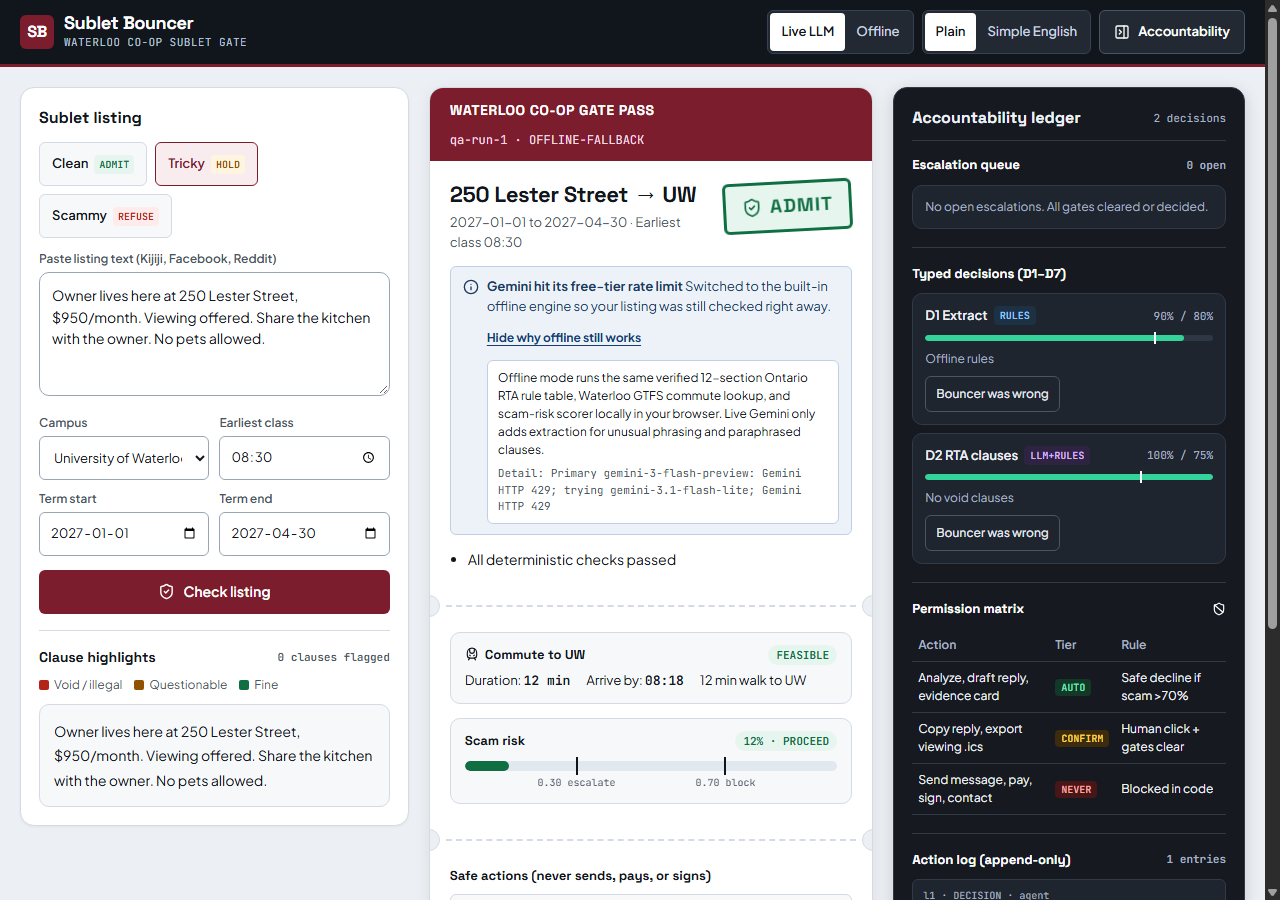 SB
Sublet Bouncer
WATERLOO CO-OP SUBLET GATE
Live LLM
Offline
Plain
Simple English
Accountability
Sublet listing
Clean ADMIT
Tricky HOLD
Scammy REFUSE
Paste listing text (Kijiji, Facebook, Reddit)
Owner lives here at 250 Lester Street,
$950/month. Viewing offered. Share the kitchen
with the owner. No pets allowed.
Campus
Earliest class
University of Waterloo
08:30
Term start
Term end
2027-01-01
2027-04-30
Check listing
Clause highlights
0 clauses flagged
Void / illegal
Questionable
Fine
Owner lives here at 250 Lester Street,
$950/month. Viewing offered. Share the kitchen
with the owner. No pets allowed.
WATERLOO CO-OP GATE PASS
qa-run-1 · OFFLINE-FALLBACK
250 Lester Street → UW
ADMIT
2027-01-01 to 2027-04-30 · Earliest
class 08:30
Gemini hit its free-tier rate limit Switched to the built-in
offline engine so your listing was still checked right away.
Hide why offline still works
Offline mode runs the same verified 12-section Ontario
RTA rule table, Waterloo GTFS commute lookup, and
scam-risk scorer locally in your browser. Live Gemini only
adds extraction for unusual phrasing and paraphrased
clauses.
Detail: Primary gemini-3-flash-preview: Gemini
HTTP 429; trying gemini-3.1-flash-lite; Gemini
HTTP 429
• All deterministic checks passed
Commute to UW
FEASIBLE
Duration: 12 min
Arrive by: 08:18
12 min walk to UW
Scam risk
12% · PROCEED
0.30 escalate
0.70 block
Safe actions (never sends, pays, or signs)
Accountability ledger
2 decisions
Escalation queue
0 open
No open escalations. All gates cleared or decided.
Typed decisions (D1–D7)
D1 Extract RULES
90% / 80%
Offline rules
Bouncer was wrong
D2 RTA clauses LLM+RULES
100% / 75%
No void clauses
Bouncer was wrong
Permission matrix
Action
Tier
Rule
Analyze, draft reply,
evidence card
AUTO
Safe decline if
scam >70%
Copy reply, export
viewing .ics
CONFIRM
Human click +
gates clear
Send message, pay,
sign, contact
NEVER
Blocked in code
Action log (append-only)
1 entries
l1 · DECISION · agent